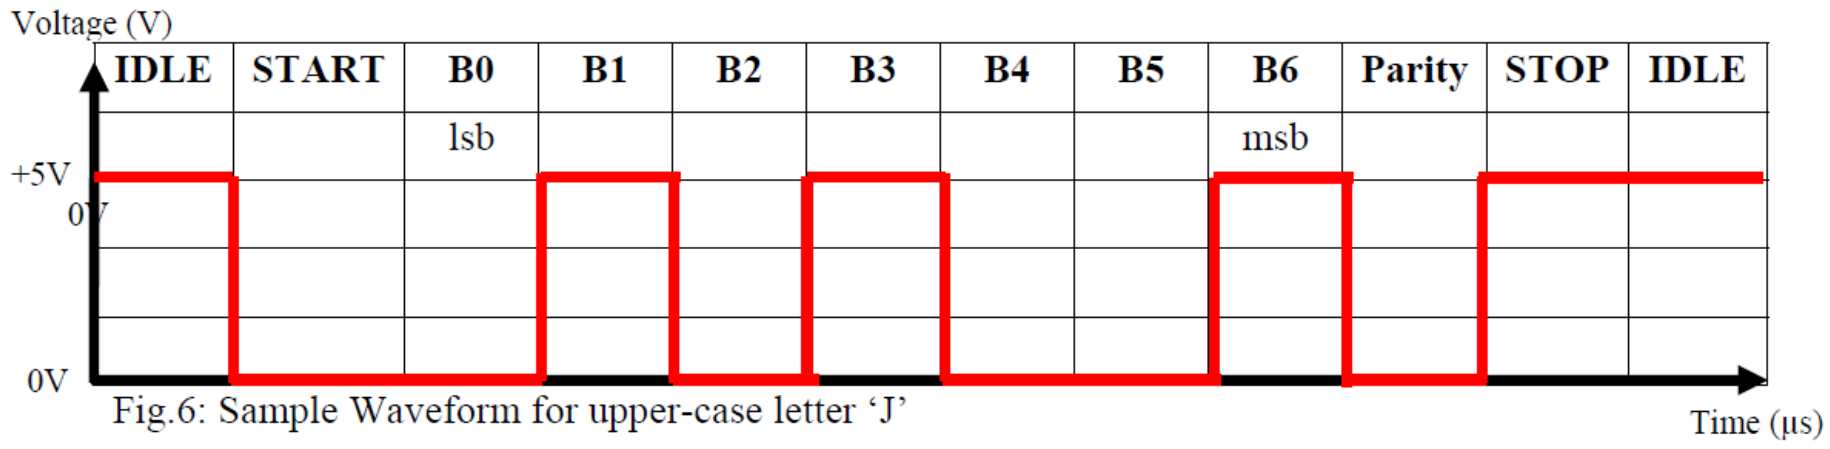 Voltage (V)
IDLE START B0 B1 B2 B3 B4 B5 B6 Parity STOP IDLE
lsb msb
+5V
0V
0V
Fig.6: Sample Waveform for upper-case letter ‘J’
Time (µs)